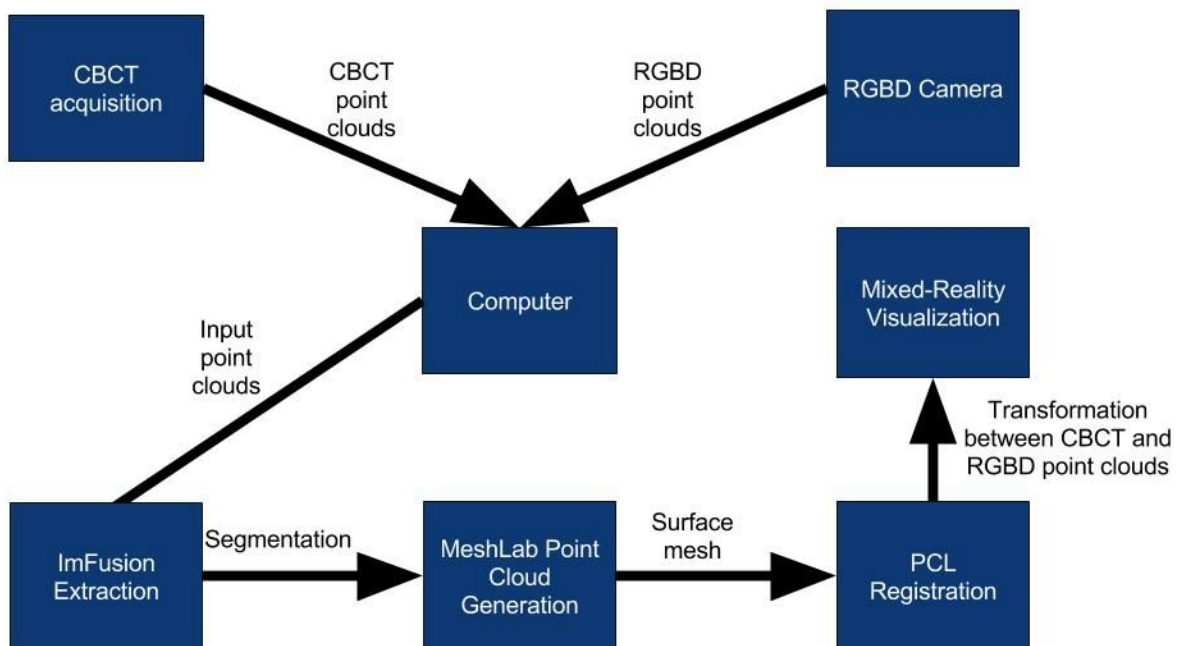 CBCT
acquisition
CBCT
point
clouds
RGBD
point
clouds
RGBD Camera
Computer
Mixed-Reality
Visualization
Input
point
clouds
Transformation
between CBCT and
RGBD point clouds
ImFusion
Extraction
Segmentation
MeshLab Point
Cloud
Generation
Surface
mesh
PCL
Registration